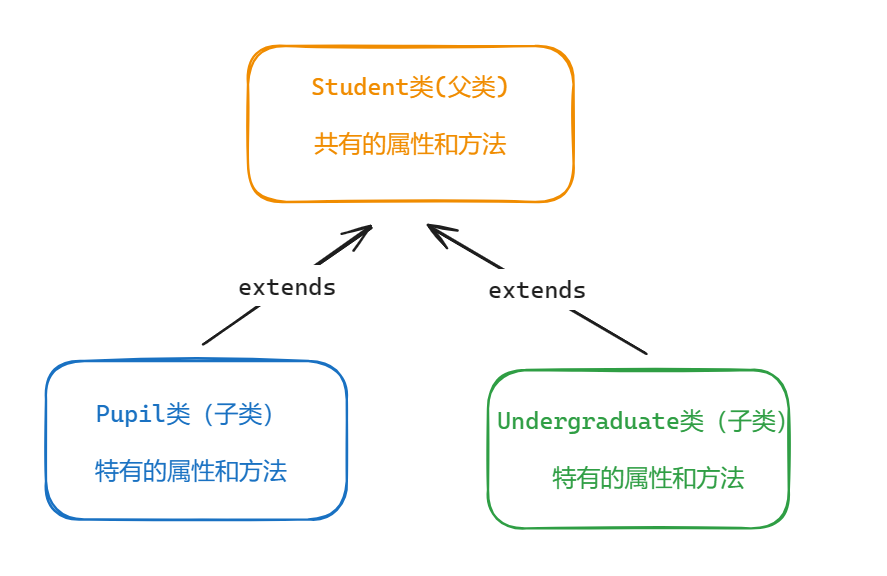 Student类(父类)
共有的属性和方法
extends
extends
Pupil类（子类）
特有的属性和方法
Undergraduate类（子类）
特有的属性和方法